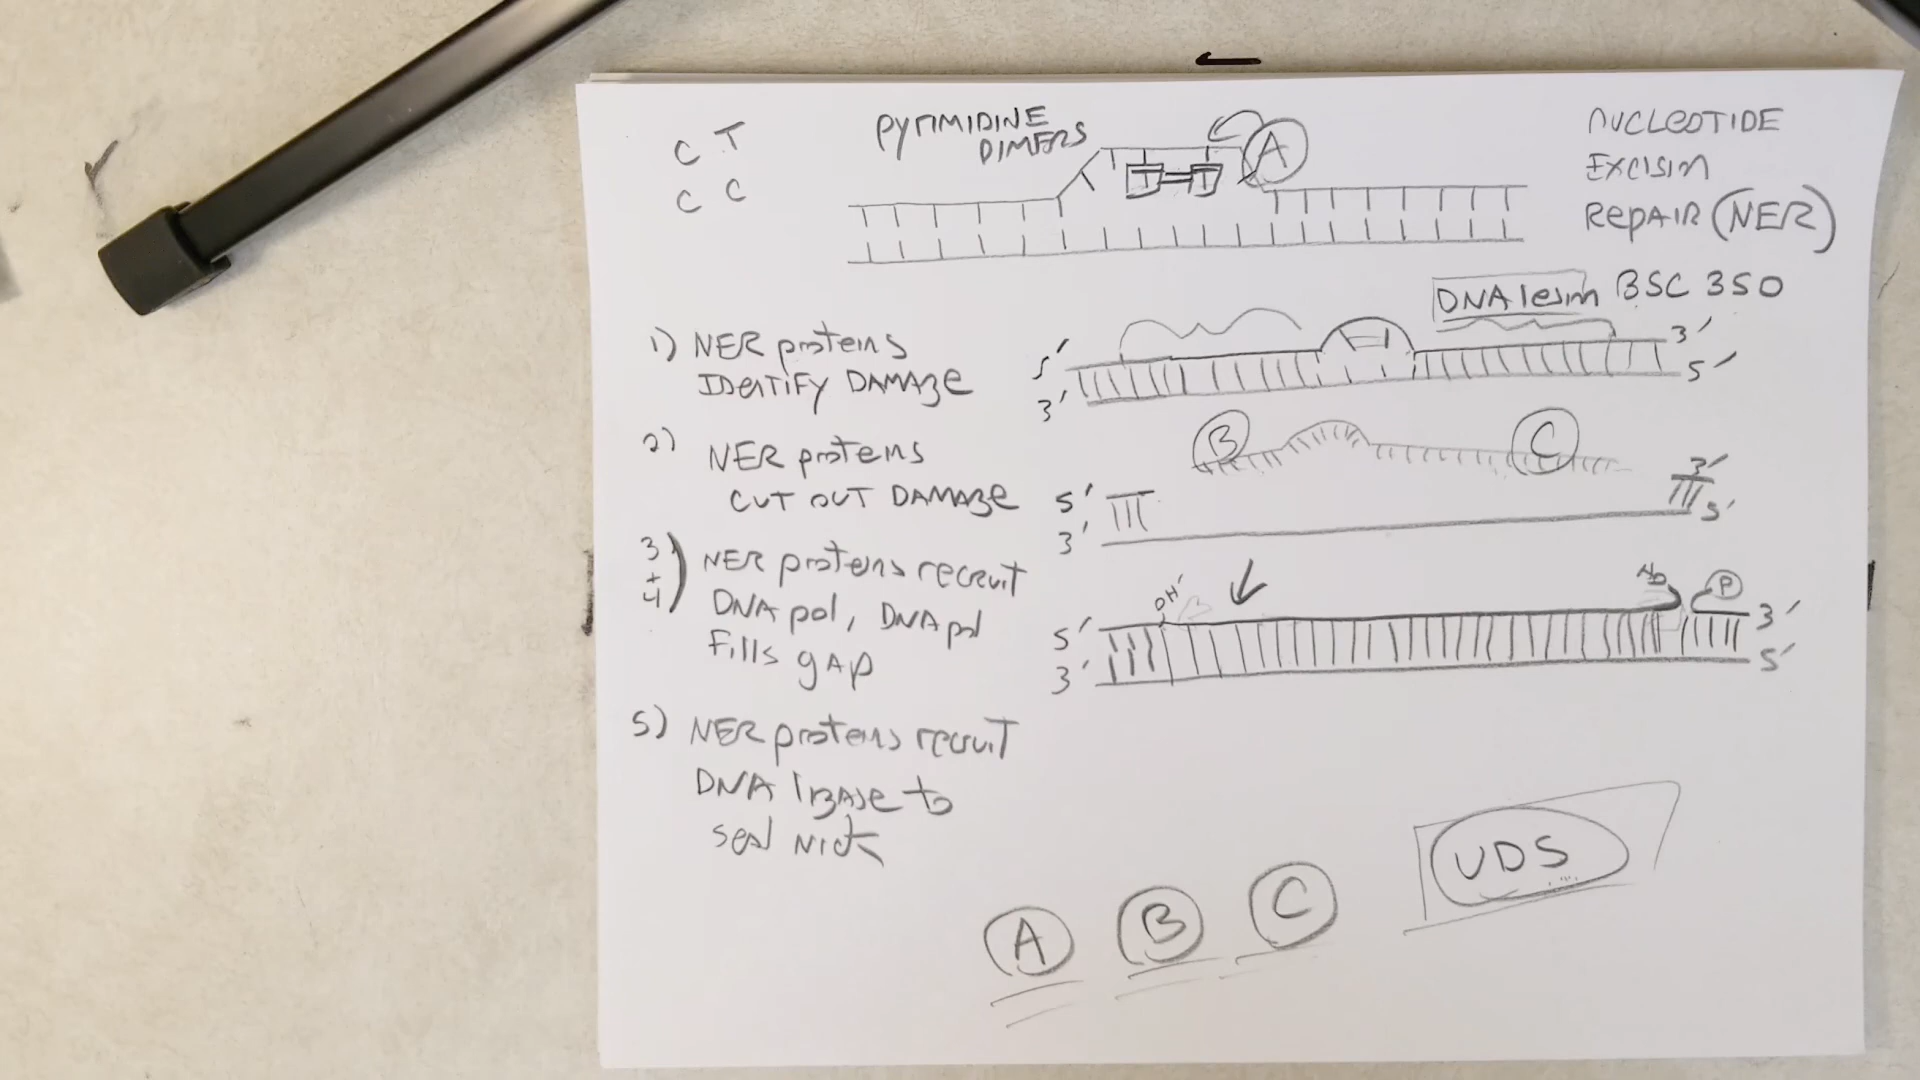 C T
C C
PYRIMIDINE
DIMERS
A
T T
NUCLEOTIDE
EXCISION
REPAIR (NER)
DNA lesion BSC 350
1) NER proteins
IDentiFY DAMAge
5' 3'
3' 5'
2) NER proteins
CUT OUT DAMAge
B C
5' 3'
3' 5'
3+4) NER proteins recruit
DNA pol, DNA pol
Fills gAp
OH' P
5' 3'
3' 5'
5) NER proteins recruit
DNA ligAse to
seal Nick
A B C
UDS